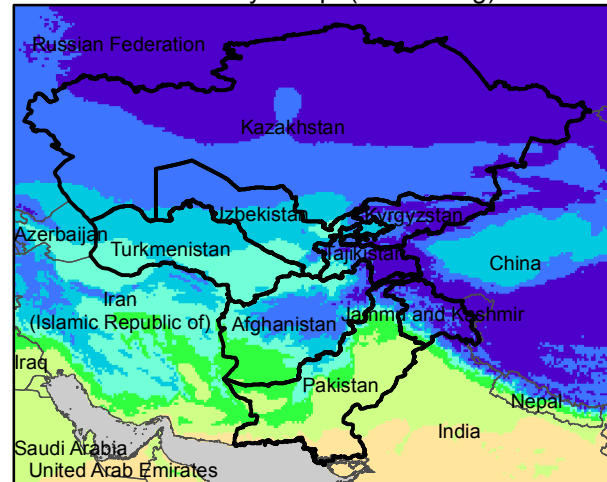 Russian Federation
Kazakhstan
Izbekistan
Kyrgyzstan
Azerbaijan
Turkmenistan
Tajikistan
China
Iran
(Islamic Republic of)
Afghanistan
Jammu and Kashmir
Iraq
Pakistan
Nepal
Saudi Arabia
India
United Arab Emirates